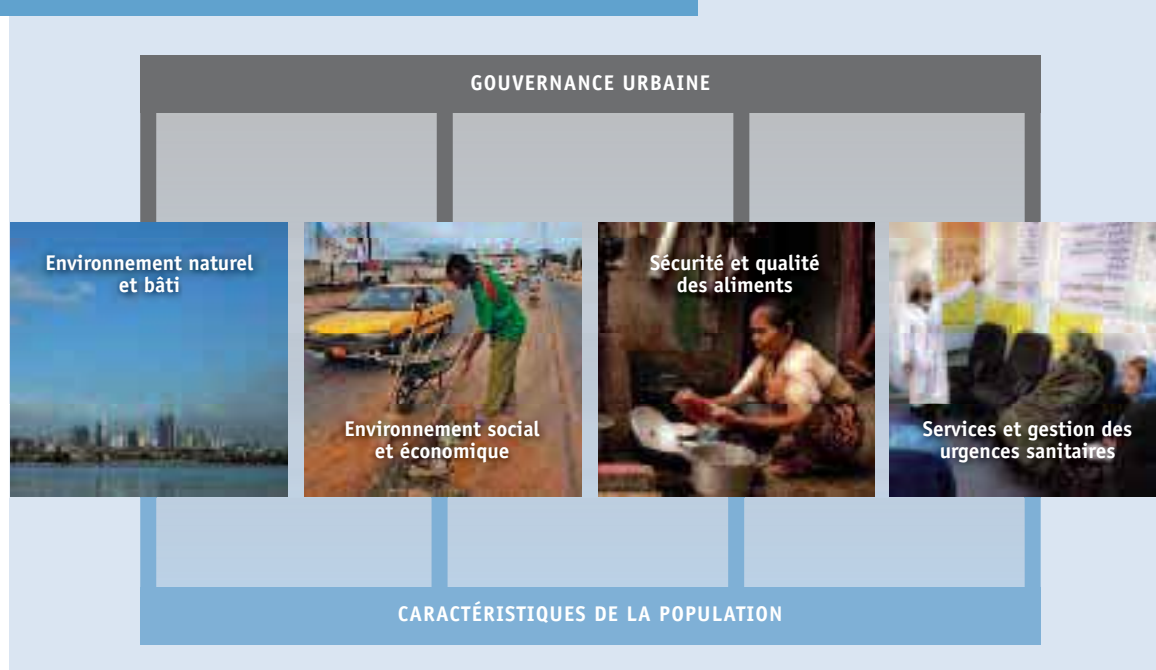 GOUVERNANCE URBAINE
Environnement naturel
et bâti
Environnement social
et économique
Sécurité et qualité
des aliments
Services et gestion des
urgences sanitaires
CARACTÉRISTIQUES DE LA POPULATION